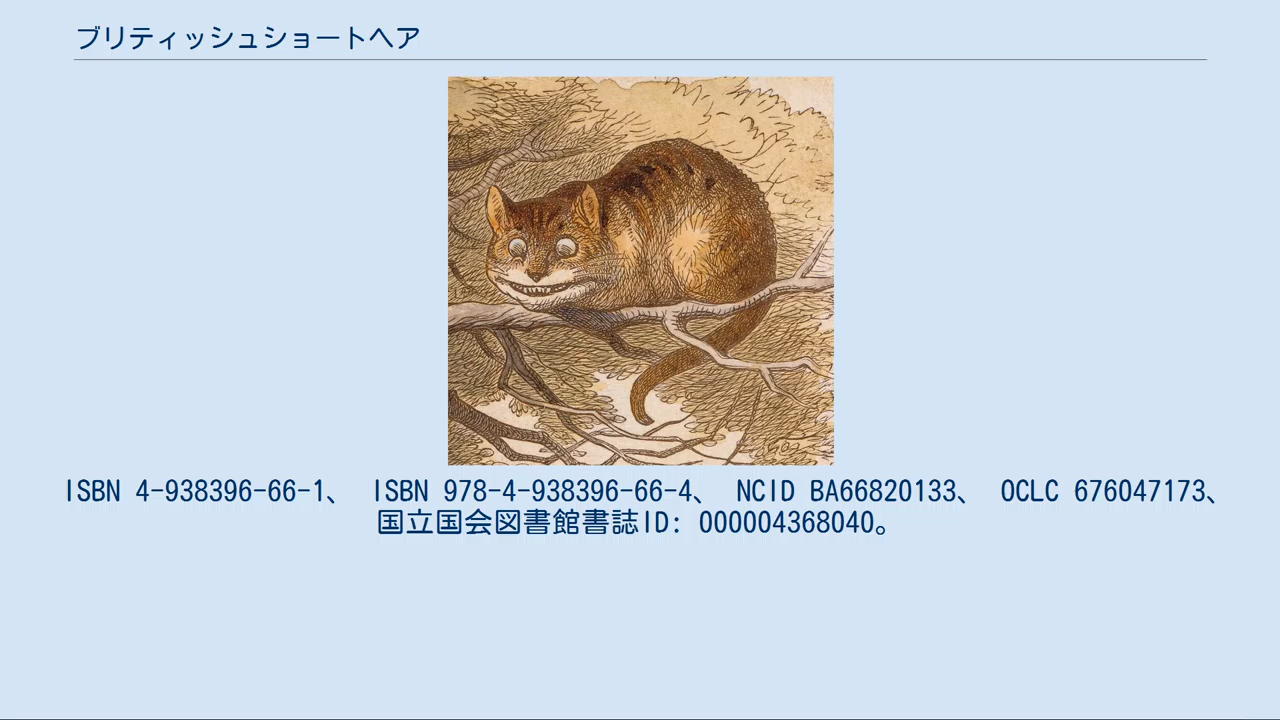 ブリティッシュショートヘア
ISBN 4-938396-66-1、 ISBN 978-4-938396-66-4、 NCID BA66820133、 OCLC 676047173、
国立国会図書館書誌ID: 000004368040。